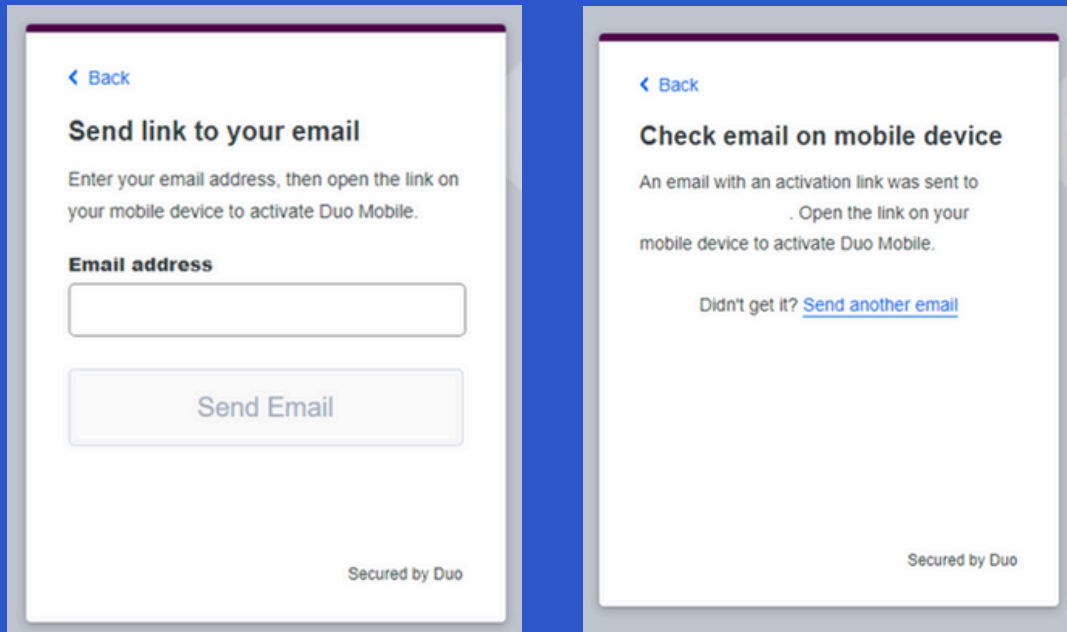 Back
Send link to your email
Enter your email address, then open the link on
your mobile device to activate Duo Mobile.
Email address
Send Email
Secured by Duo
Back
Check email on mobile device
An email with an activation link was sent to
. Open the link on your
mobile device to activate Duo Mobile.
Didn't get it? Send another email
Secured by Duo